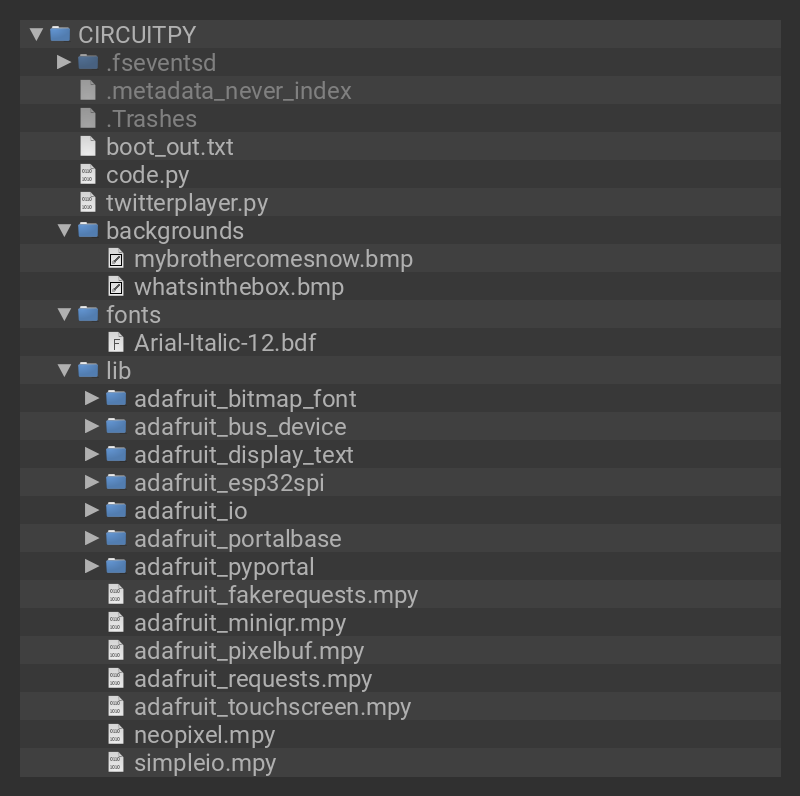 CIRCUITPY
.fseventsd
.metadata_never_index
.Trashes
boot_out.txt
code.py
twitterplayer.py
backgrounds
mybrothercomesnow.bmp
whatsinthebox.bmp
fonts
Arial-Italic-12.bdf
lib
adafruit_bitmap_font
adafruit_bus_device
adafruit_display_text
adafruit_esp32spi
adafruit_io
adafruit_portalbase
adafruit_pyportal
adafruit_fakerequests.mpy
adafruit_miniqr.mpy
adafruit_pixelbuf.mpy
adafruit_requests.mpy
adafruit_touchscreen.mpy
neopixel.mpy
simpleio.mpy